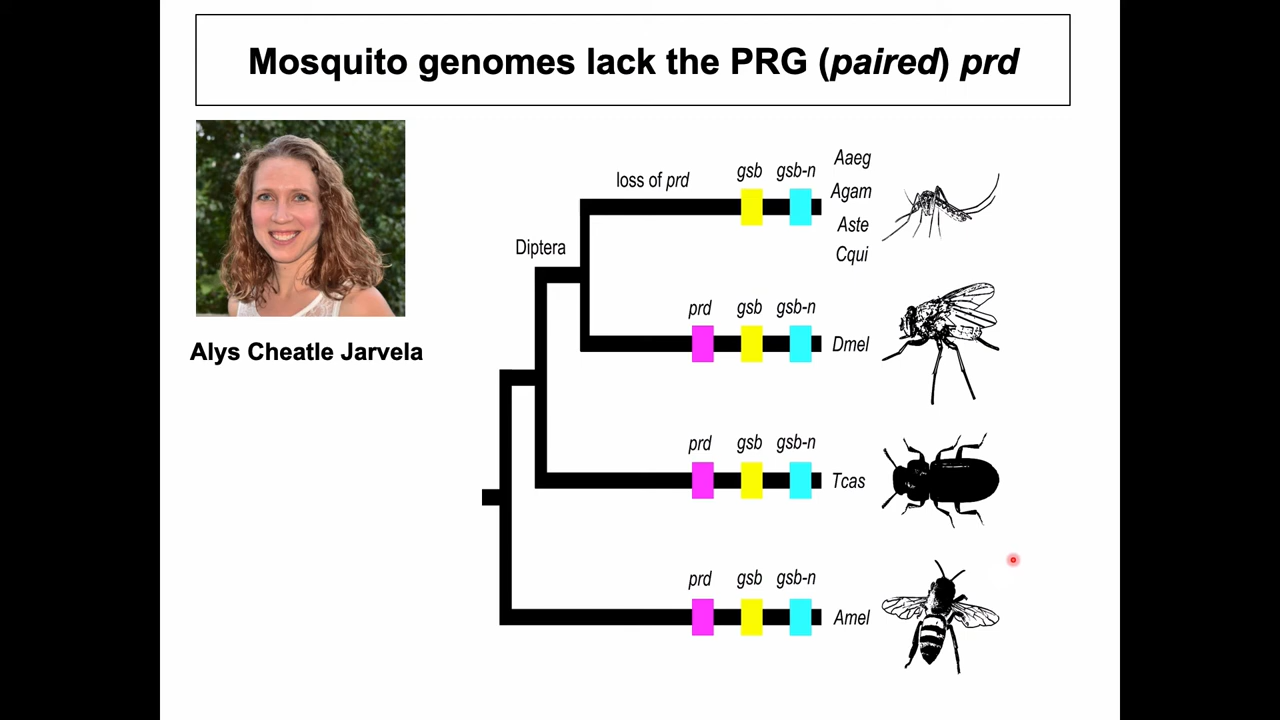 Mosquito genomes lack the PRG (paired) prd
Alys Cheatle Jarvela
Diptera
loss of prd
gsb gsb-n
Aaeg
Agam
Aste
Cqui
prd gsb gsb-n
Dmel
prd gsb gsb-n
Tcas
prd gsb gsb-n
Amel